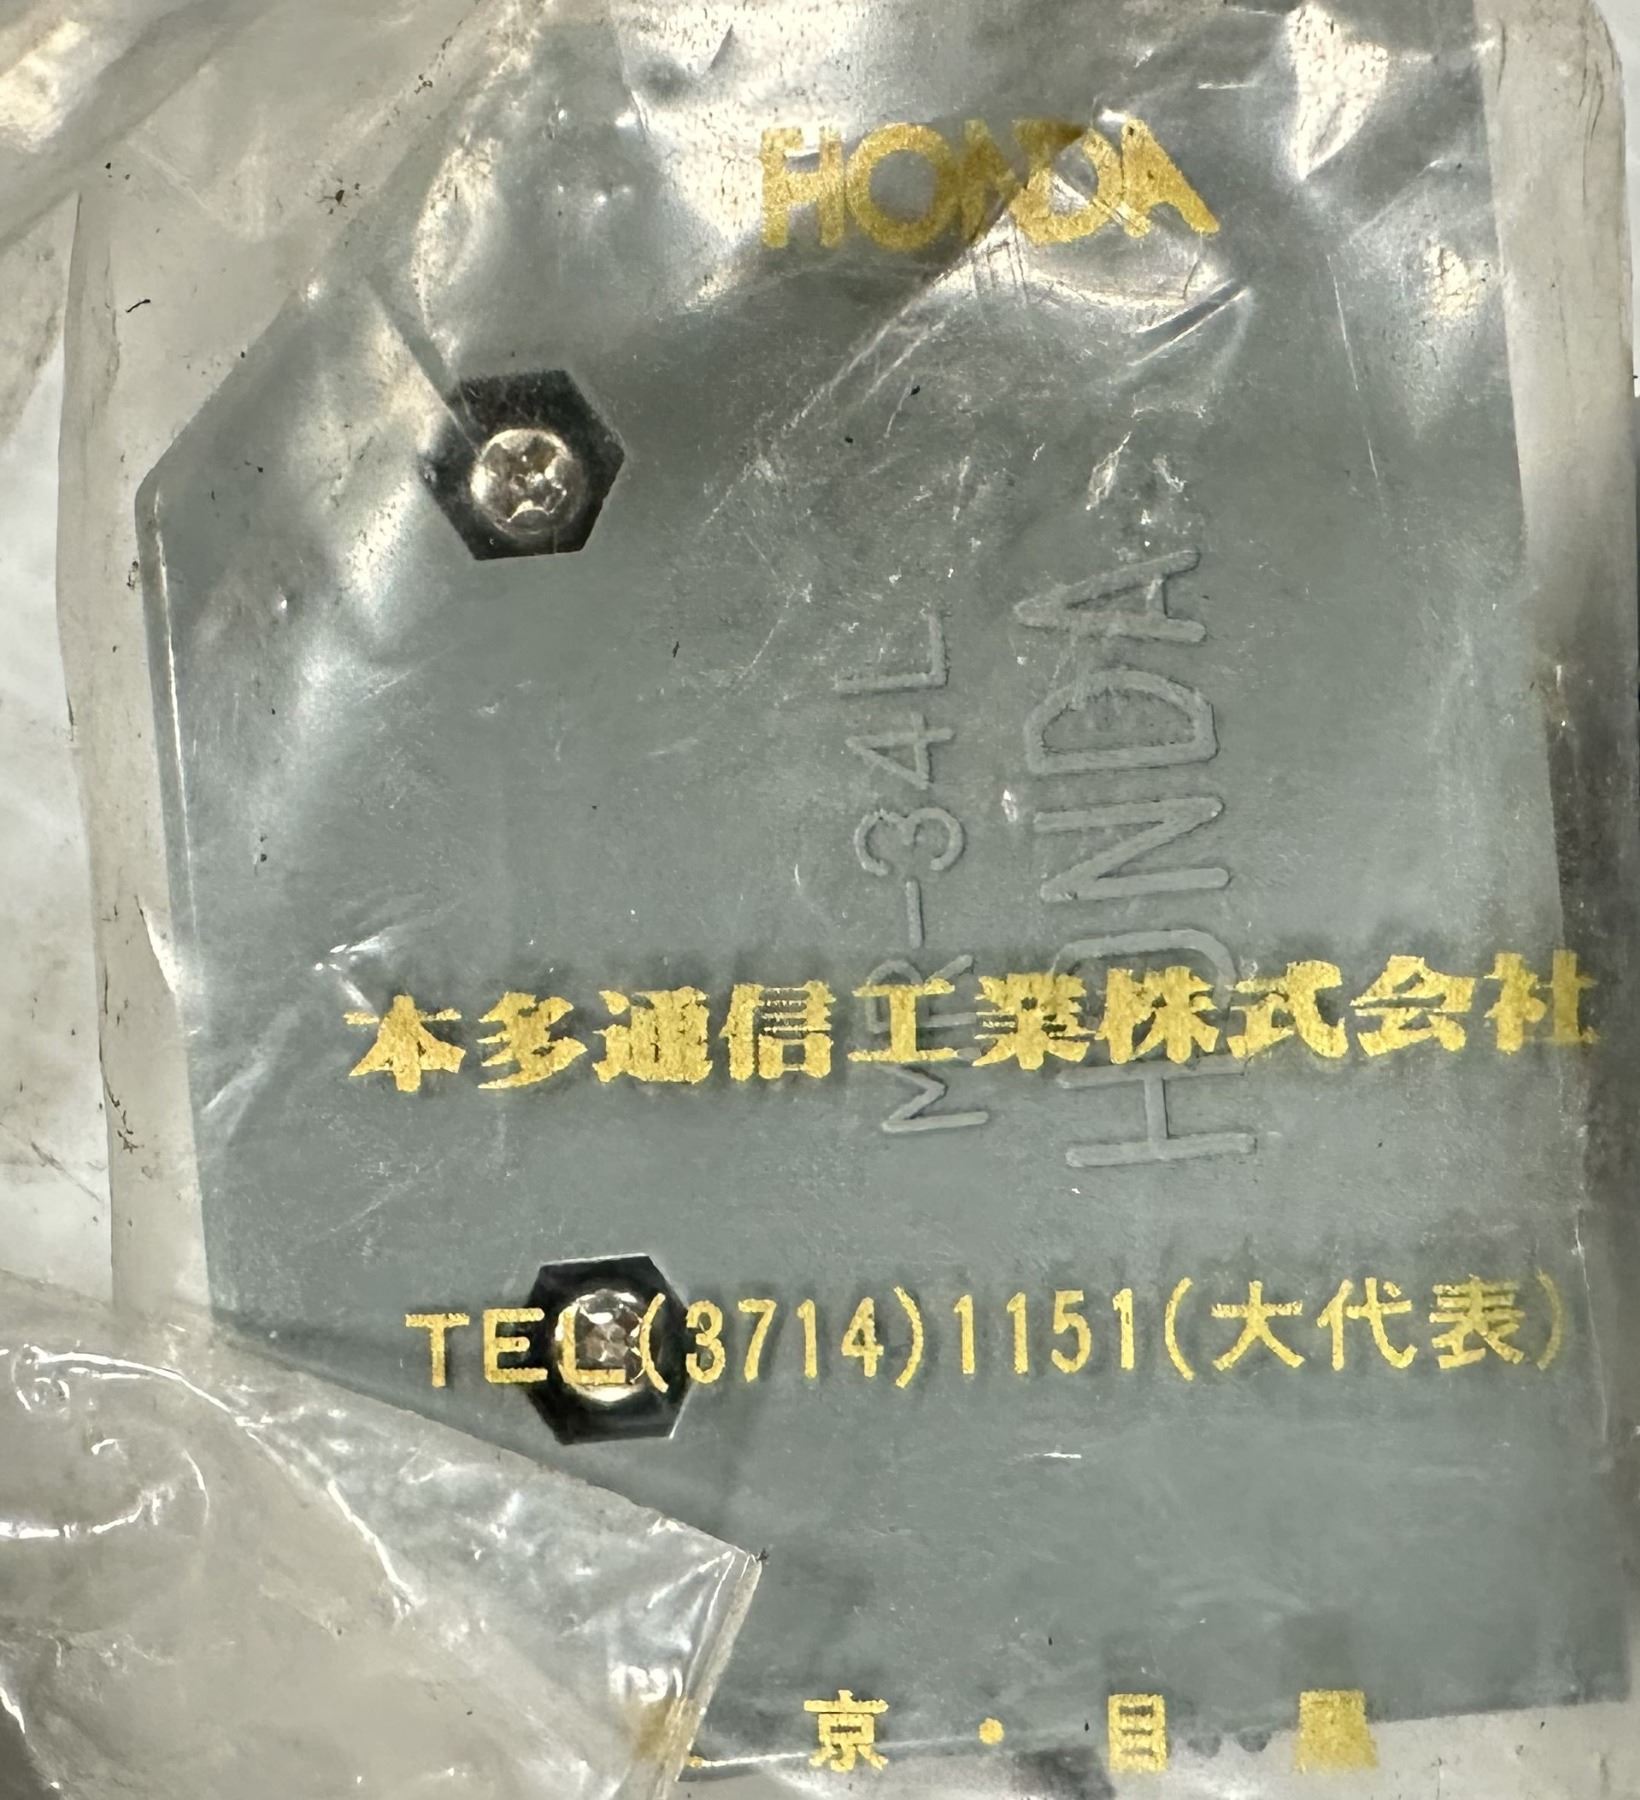 HONDA
MR-34L
HONDA
本多通信工業株式会社
TEL(3714)1151(大代表)
京・目黒